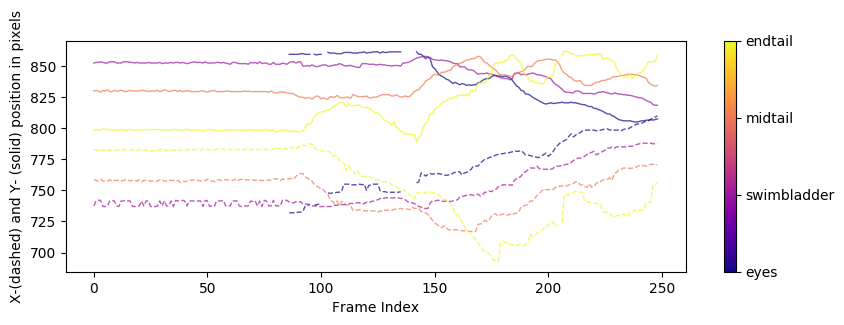 X-(dashed) and Y- (solid) position in pixels
850
825
800
775
750
725
700
0
50
100
150
200
250
Frame Index
endtail
midtail
swimbladder
eyes